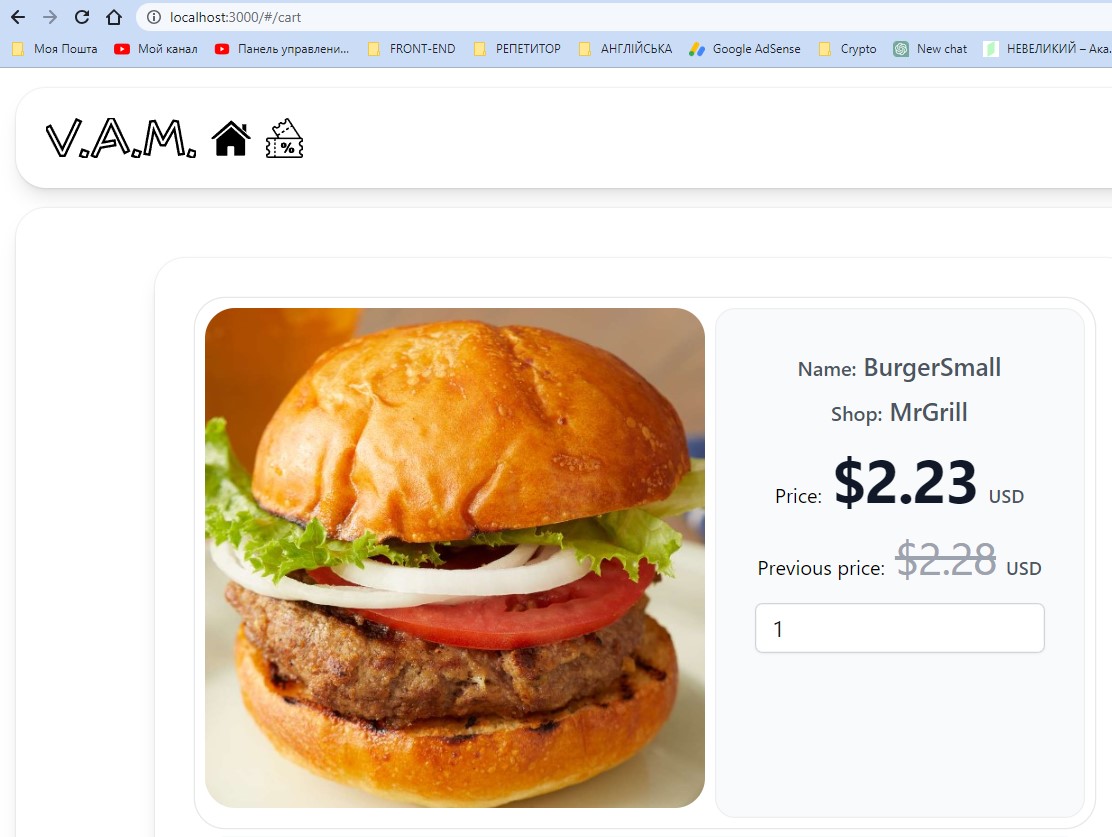 localhost:3000/#/cart
Моя Пошта Мой канал Панель управлени... FRONT-END РЕПЕТИТОР АНГЛІЙСЬКА Google AdSense Crypto New chat НЕВЕЛИКИЙ – Ака...
V.A.M. %
Name: BurgerSmall
Shop: MrGrill
Price: $2.23 USD
Previous price: $2.28 USD
1